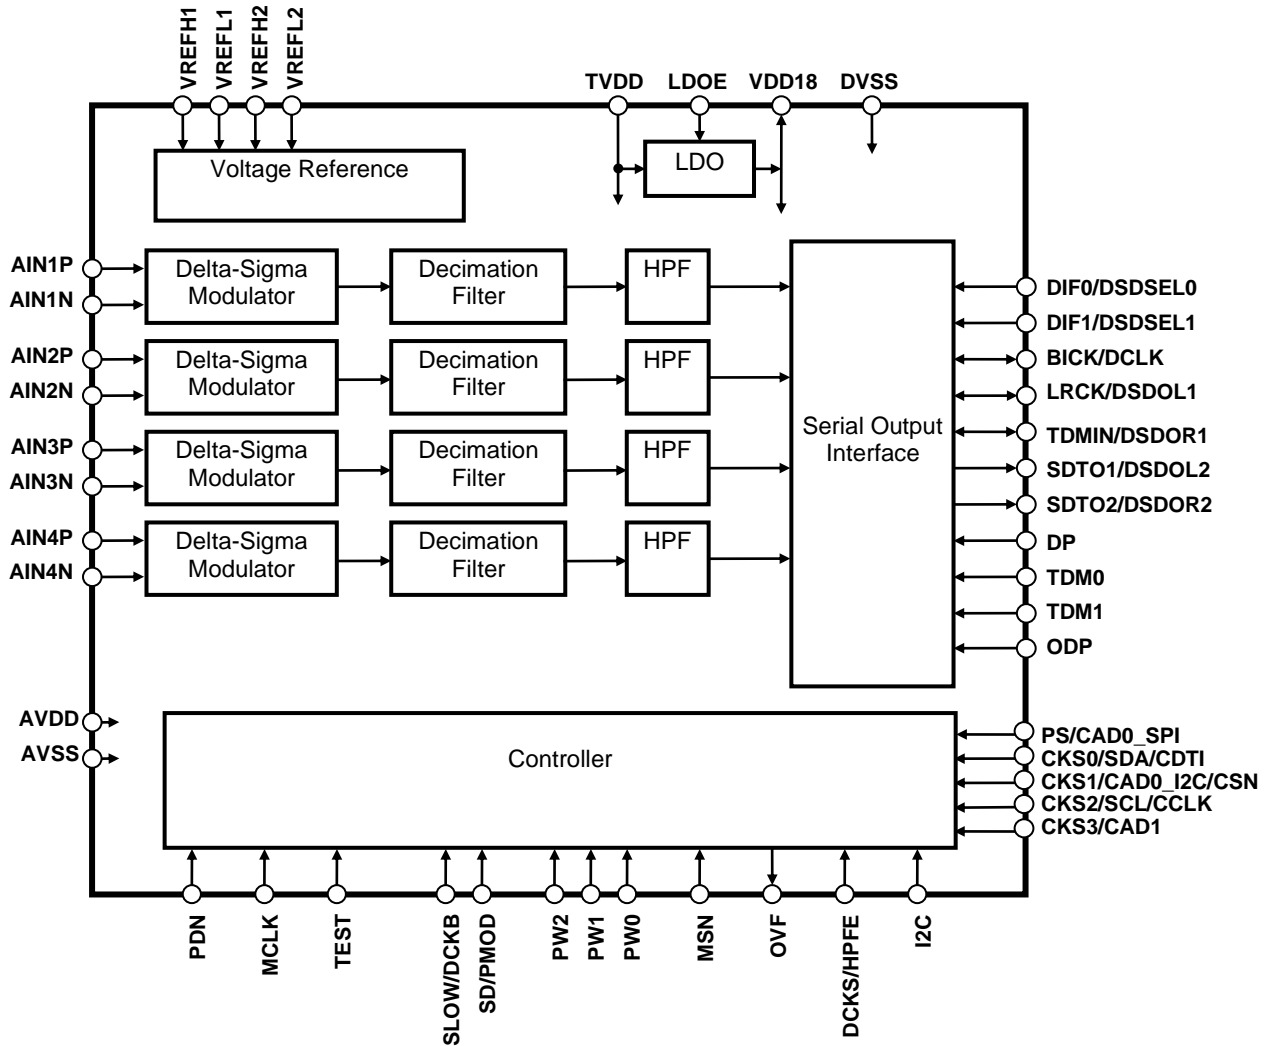 VREFH1
VREFL1
VREFH2
VREFL2
TVDD
LDOE
VDD18
DVSS
Voltage Reference
LDO
AIN1P
AIN1N
Delta-Sigma
Modulator
Decimation
Filter
HPF
AIN2P
AIN2N
Delta-Sigma
Modulator
Decimation
Filter
HPF
AIN3P
AIN3N
Delta-Sigma
Modulator
Decimation
Filter
HPF
AIN4P
AIN4N
Delta-Sigma
Modulator
Decimation
Filter
HPF
Serial Output
Interface
DIF0/DSDSEL0
DIF1/DSDSEL1
BICK/DCLK
LRCK/DSDOL1
TDMIN/DSDOR1
SDTO1/DSDOL2
SDTO2/DSDOR2
DP
TDM0
TDM1
ODP
AVDD
AVSS
Controller
PS/CAD0_SPI
CKS0/SDA/CDTI
CKS1/CAD0_I2C/CSN
CKS2/SCL/CCLK
CKS3/CAD1
PDN
MCLK
TEST
SLOW/DCKB
SD/PMOD
PW2
PW1
PW0
MSN
OVF
DCKS/HPFE
I2C